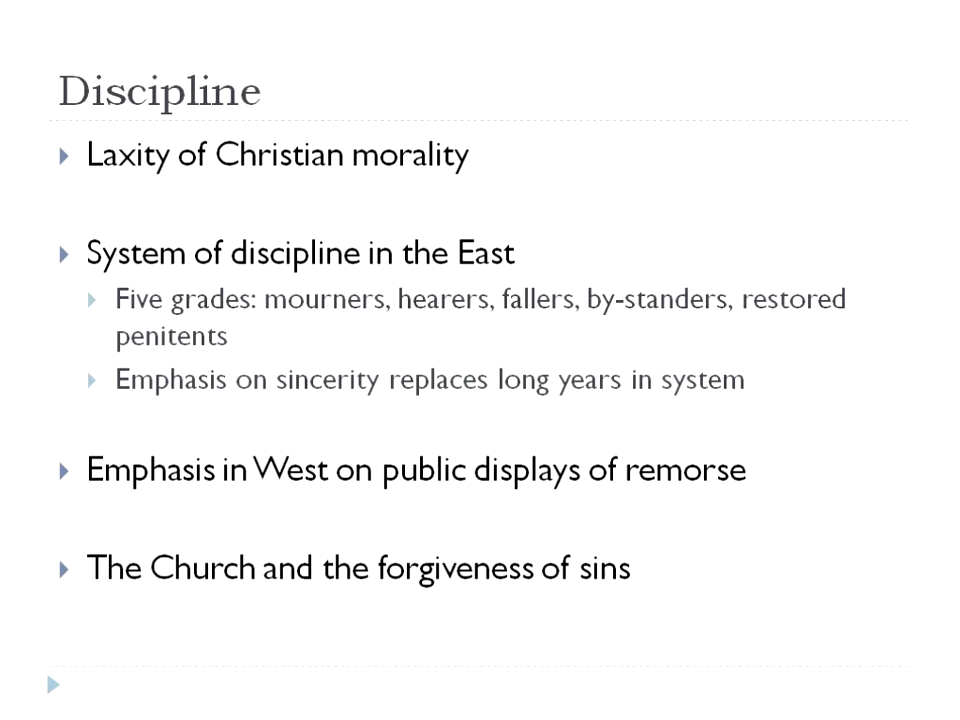 Discipline
Laxity of Christian morality
System of discipline in the East
Five grades: mourners, hearers, fallers, by-standers, restored
penitents
Emphasis on sincerity replaces long years in system
Emphasis in West on public displays of remorse
The Church and the forgiveness of sins